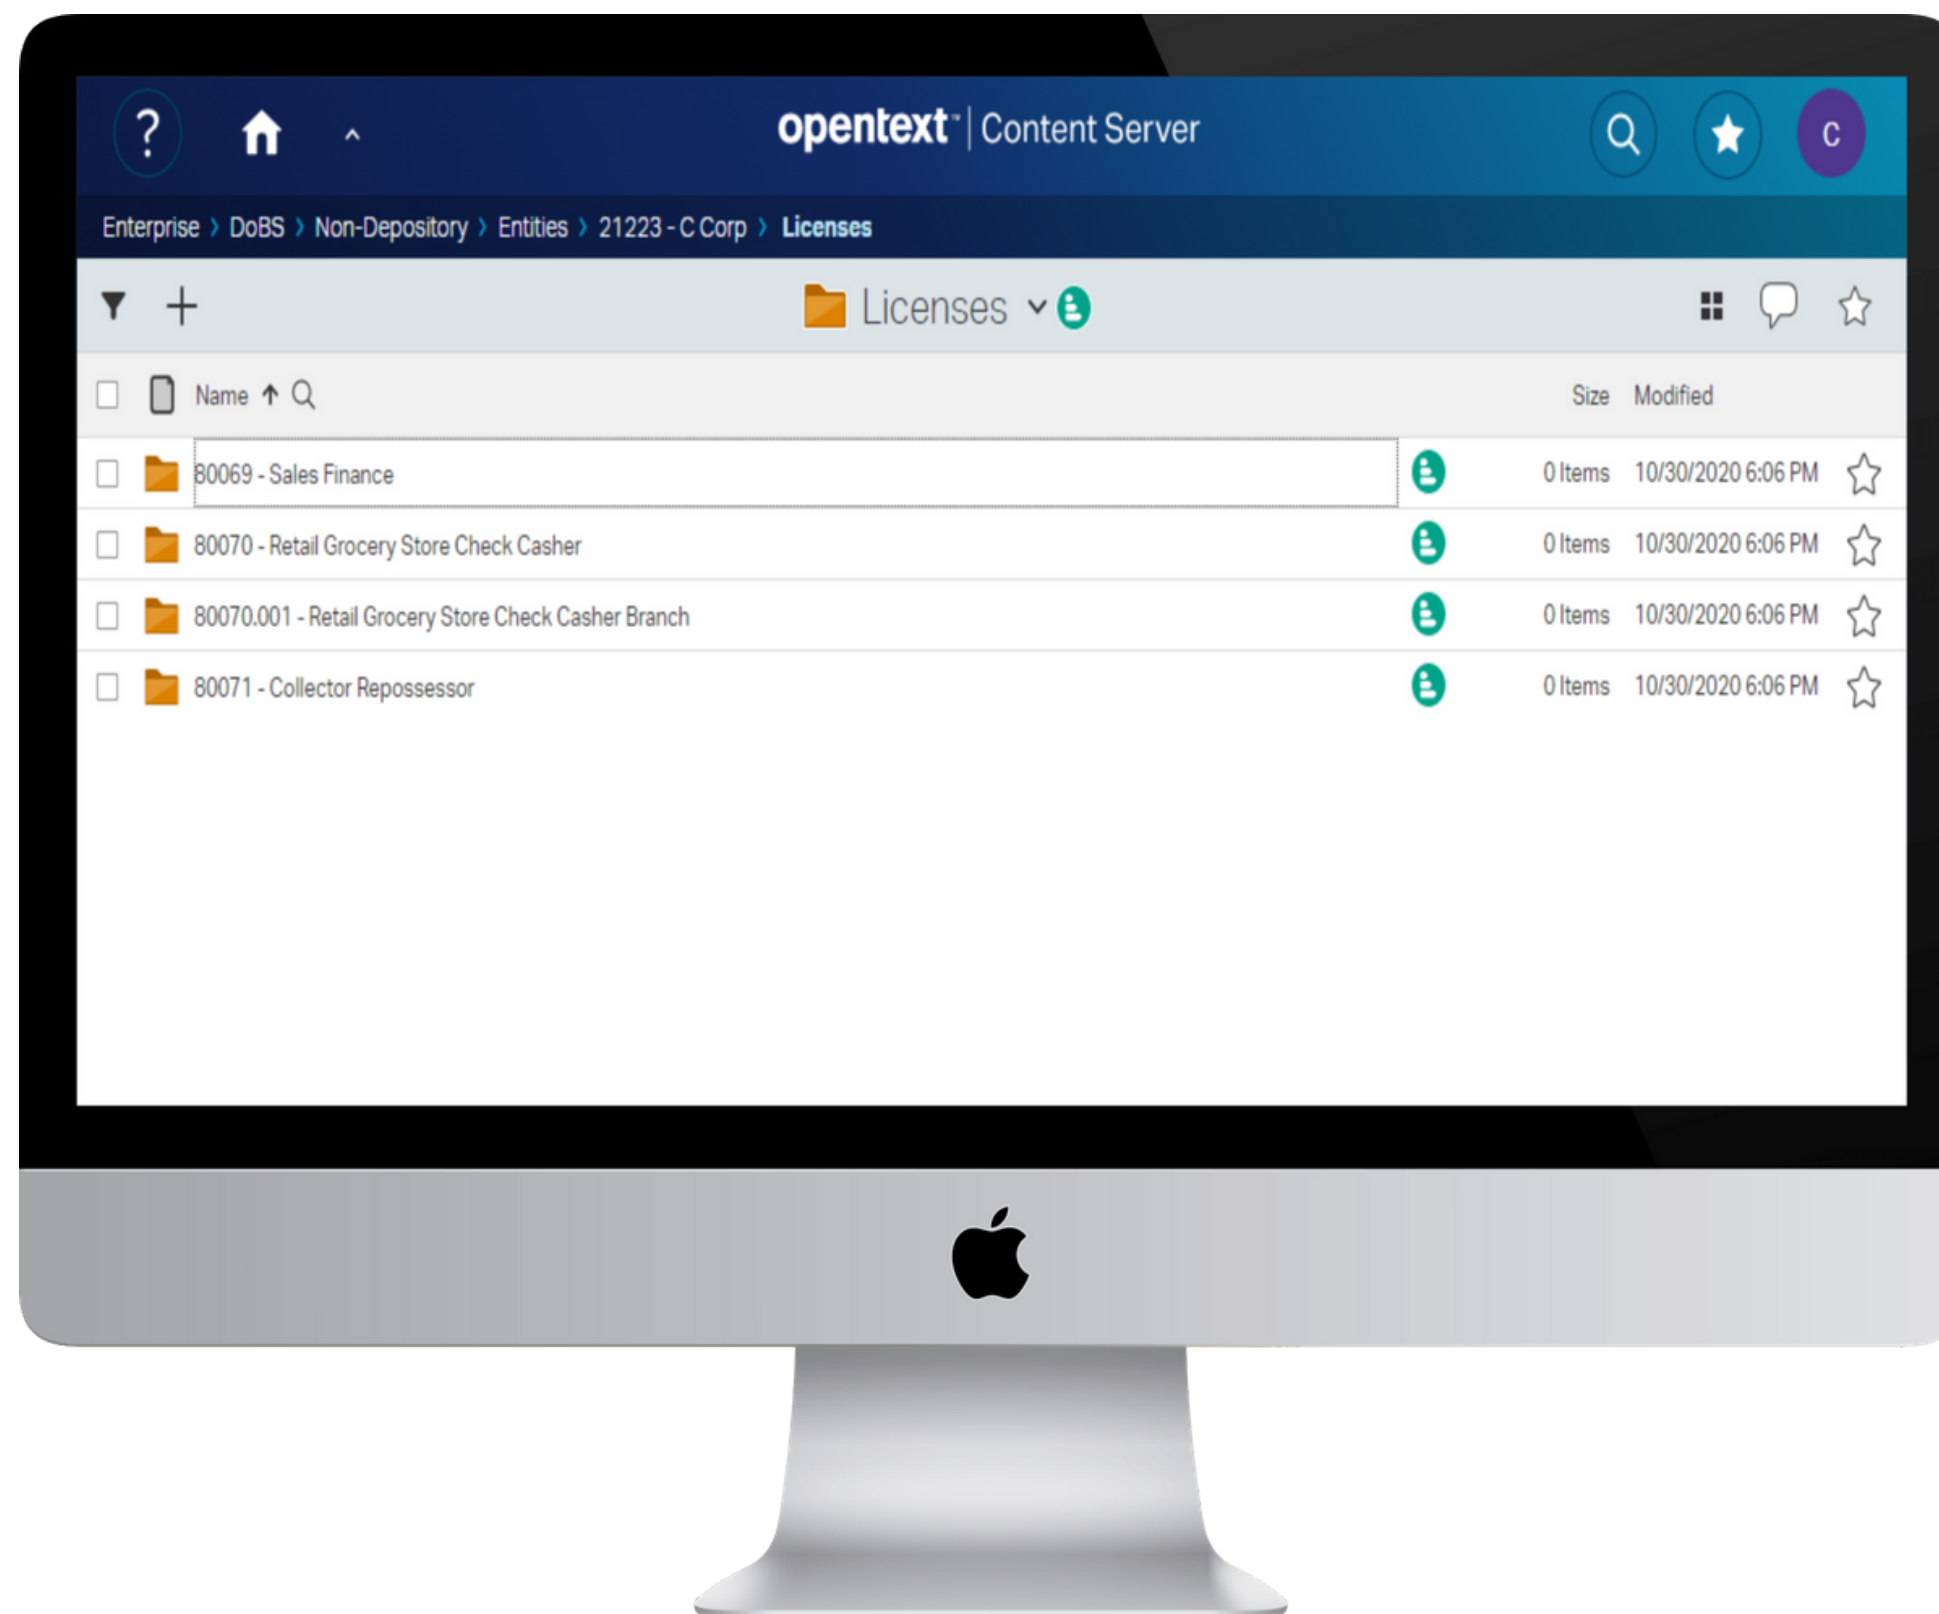 ?
opentext™ | Content Server
C
Enterprise > DoBS > Non-Depository > Entities > 21223 - C Corp > Licenses
Licenses
Name Size Modified
80069 - Sales Finance 0 Items 10/30/2020 6:06 PM
80070 - Retail Grocery Store Check Casher 0 Items 10/30/2020 6:06 PM
80070.001 - Retail Grocery Store Check Casher Branch 0 Items 10/30/2020 6:06 PM
80071 - Collector Repossessor 0 Items 10/30/2020 6:06 PM